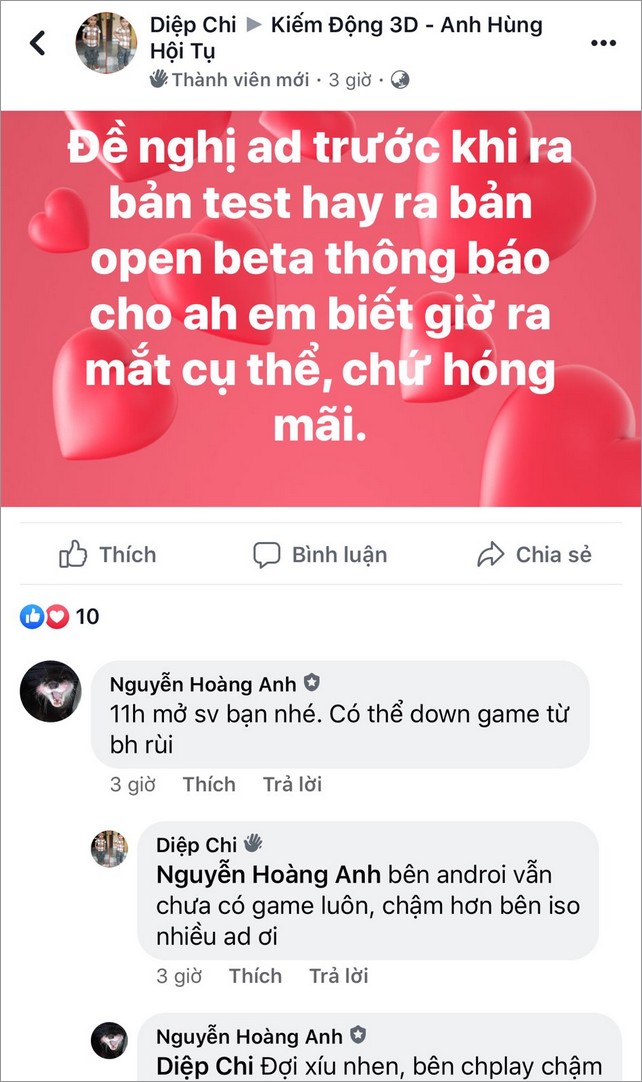 Diệp Chi ▶ Kiếm Động 3D - Anh Hùng
Hội Tụ
Thành viên mới · 3 giờ ·
Đề nghị ad trước khi ra
bản test hay ra bản
open beta thông báo
cho ah em biết giờ ra
mắt cụ thể, chứ hóng
mãi.
Thích Bình luận Chia sẻ
10
Nguyễn Hoàng Anh
11h mở sv bạn nhé. Có thể down game từ
bh rùi
3 giờ Thích Trả lời
Diệp Chi
Nguyễn Hoàng Anh bên androi vẫn
chưa có game luôn, chậm hơn bên iso
nhiều ad ơi
3 giờ Thích Trả lời
Nguyễn Hoàng Anh
Diệp Chi Đợi xíu nhen, bên chplay chậm